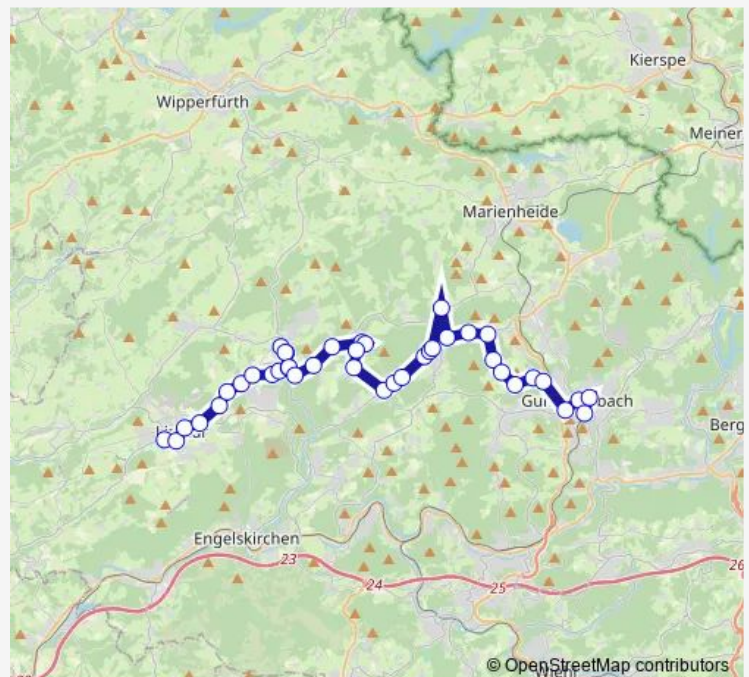 Kierspe
Wipperfürth
Meiner
Marienheide
Gu
bach
Berg
Engelskirchen
23
24
25
26
© OpenStreetMap contributors